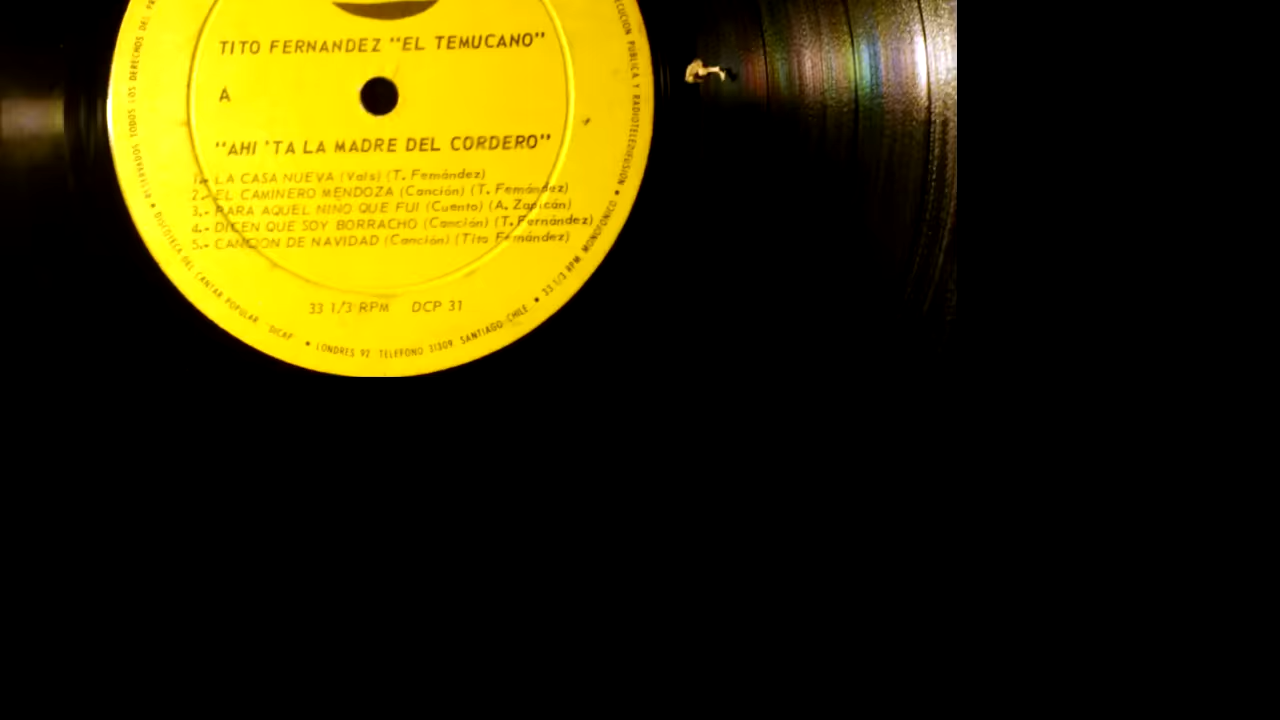 TITO FERNANDEZ "EL TEMUCANO"
A
"AHI 'TA LA MADRE DEL CORDERO"
1.- LA CASA NUEVA (Vals) (T. Fernández)
2.- EL CAMINERO MENDOZA (Canción) (T. Fernández)
3.- PARA AQUEL NIÑO QUE FUI (Cuento) (A. Zapicán)
4.- DICEN QUE SOY BORRACHO (Canción) (T. Fernández)
5.- CANCION DE NAVIDAD (Canción) (Tito Fernández)
33 1/3 RPM DCP 31
RESERVADOS TODOS LOS DERECHOS DEL
PUBLICA Y RADIOTELEDIFUSION • 33 1/3 RPM MONOFONICO •
• DISCOTECA DEL CANTAR POPULAR DICAP • LONDRES 92 TELEFONO 31309 SANTIAGO CHILE